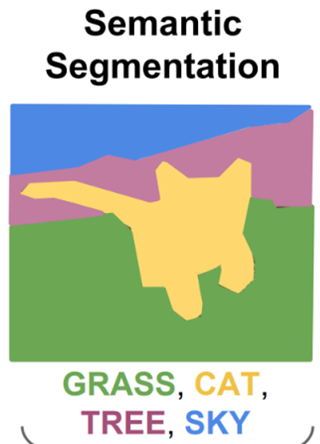 Semantic
Segmentation
GRASS, CAT,
TREE, SKY